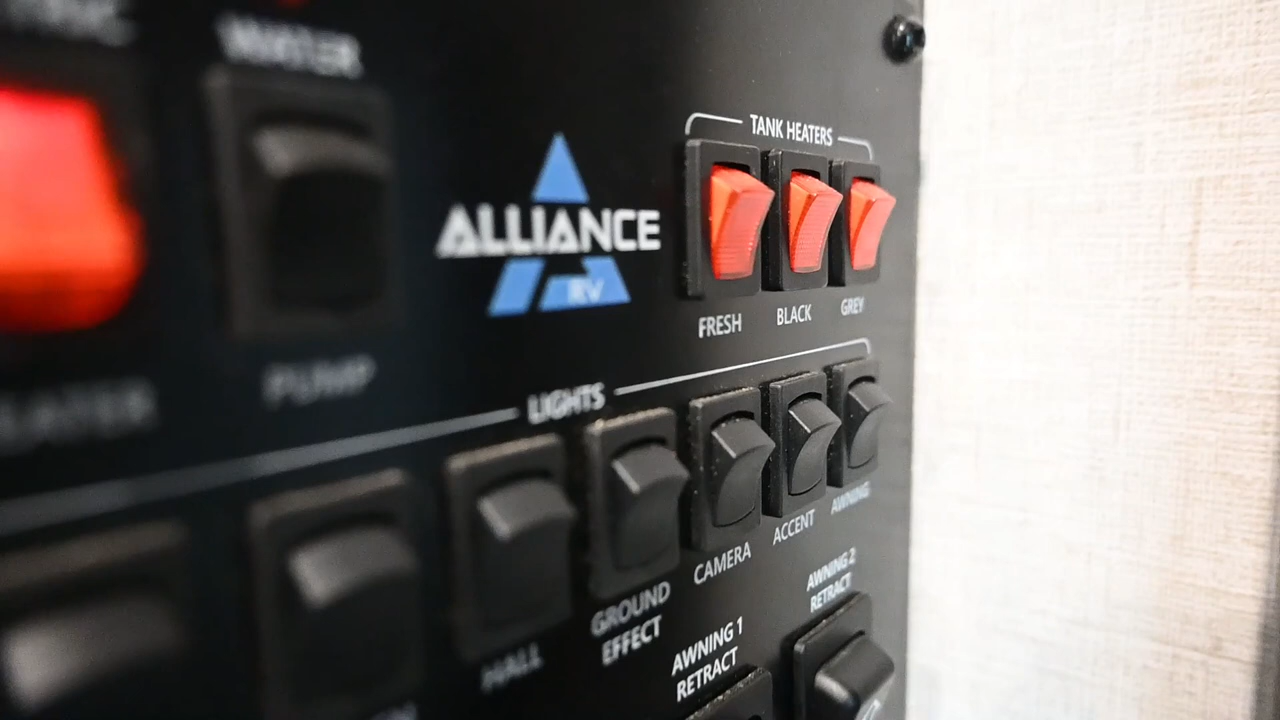 WATER
PUMP
ALLIANCE
RV
TANK HEATERS
FRESH
BLACK
GREY
LIGHTS
HALL
GROUND
EFFECT
CAMERA
ACCENT
AWNING
AWNING 1
RETRACT
AWNING 2
RETRACT